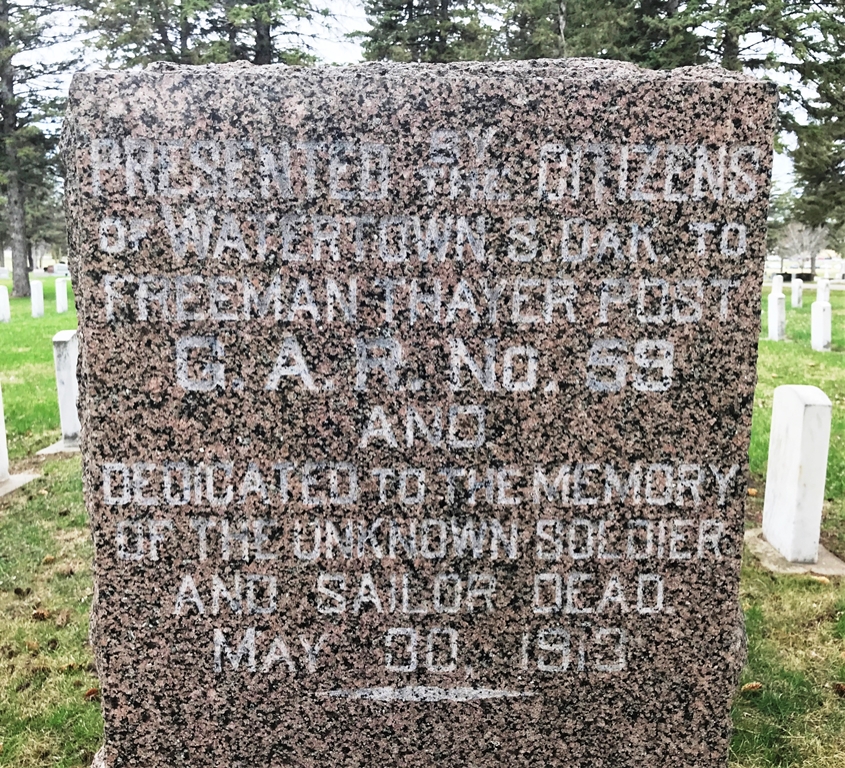 PRESENTED BY THE CITIZENS
OF WATERTOWN S. DAK. TO
FREEMAN THAYER POST
G. A. R. No. 59
AND
DEDICATED TO THE MEMORY
OF THE UNKNOWN SOLDIER
AND SAILOR DEAD
MAY 30, 1913